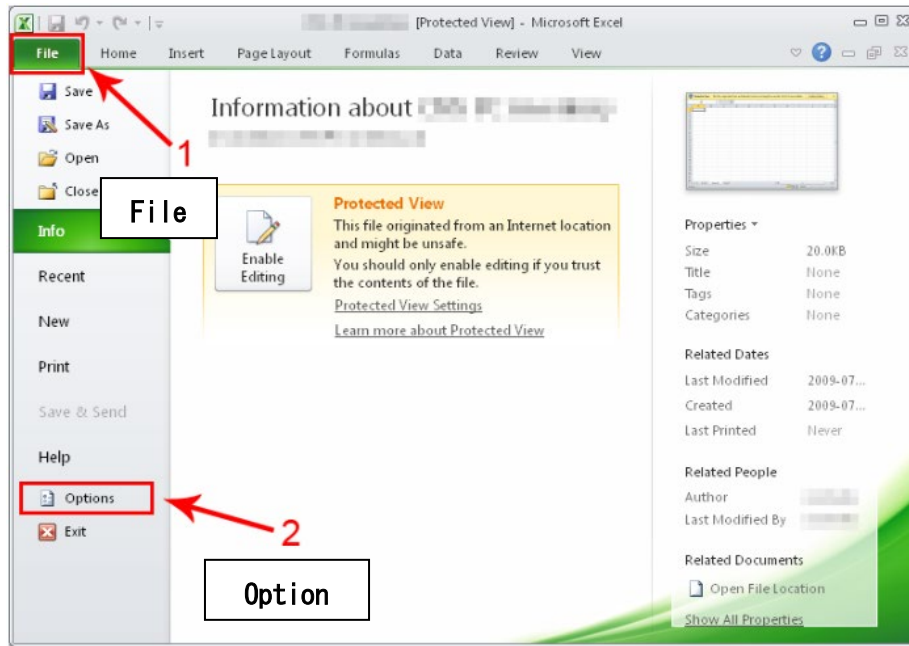 [Protected View] - Microsoft Excel
File Home Insert Page Layout Formulas Data Review View
Save
Save As
Open
Close
Info
Recent
New
Print
Save & Send
Help
Options
Exit
1
File
2
Option
Information about
Enable
Editing
Protected View
This file originated from an Internet location
and might be unsafe.
You should only enable editing if you trust
the contents of the file.
Protected View Settings
Learn more about Protected View
Properties
Size 20.0KB
Title None
Tags None
Categories None
Related Dates
Last Modified 2009-07...
Created 2009-07...
Last Printed Never
Related People
Author
Last Modified By
Related Documents
Open File Location
Show All Properties